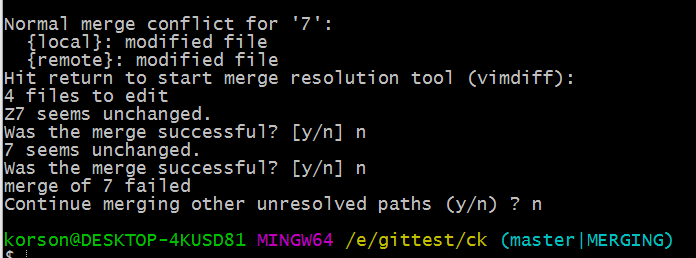 Normal merge conflict for '7':
  {local}: modified file
  {remote}: modified file
Hit return to start merge resolution tool (vimdiff):
4 files to edit
Z7 seems unchanged.
Was the merge successful? [y/n] n
7 seems unchanged.
Was the merge successful? [y/n] n
merge of 7 failed
Continue merging other unresolved paths (y/n) ? n
korson@DESKTOP-4KUSD81 MINGW64 /e/gittest/ck (master|MERGING)
$